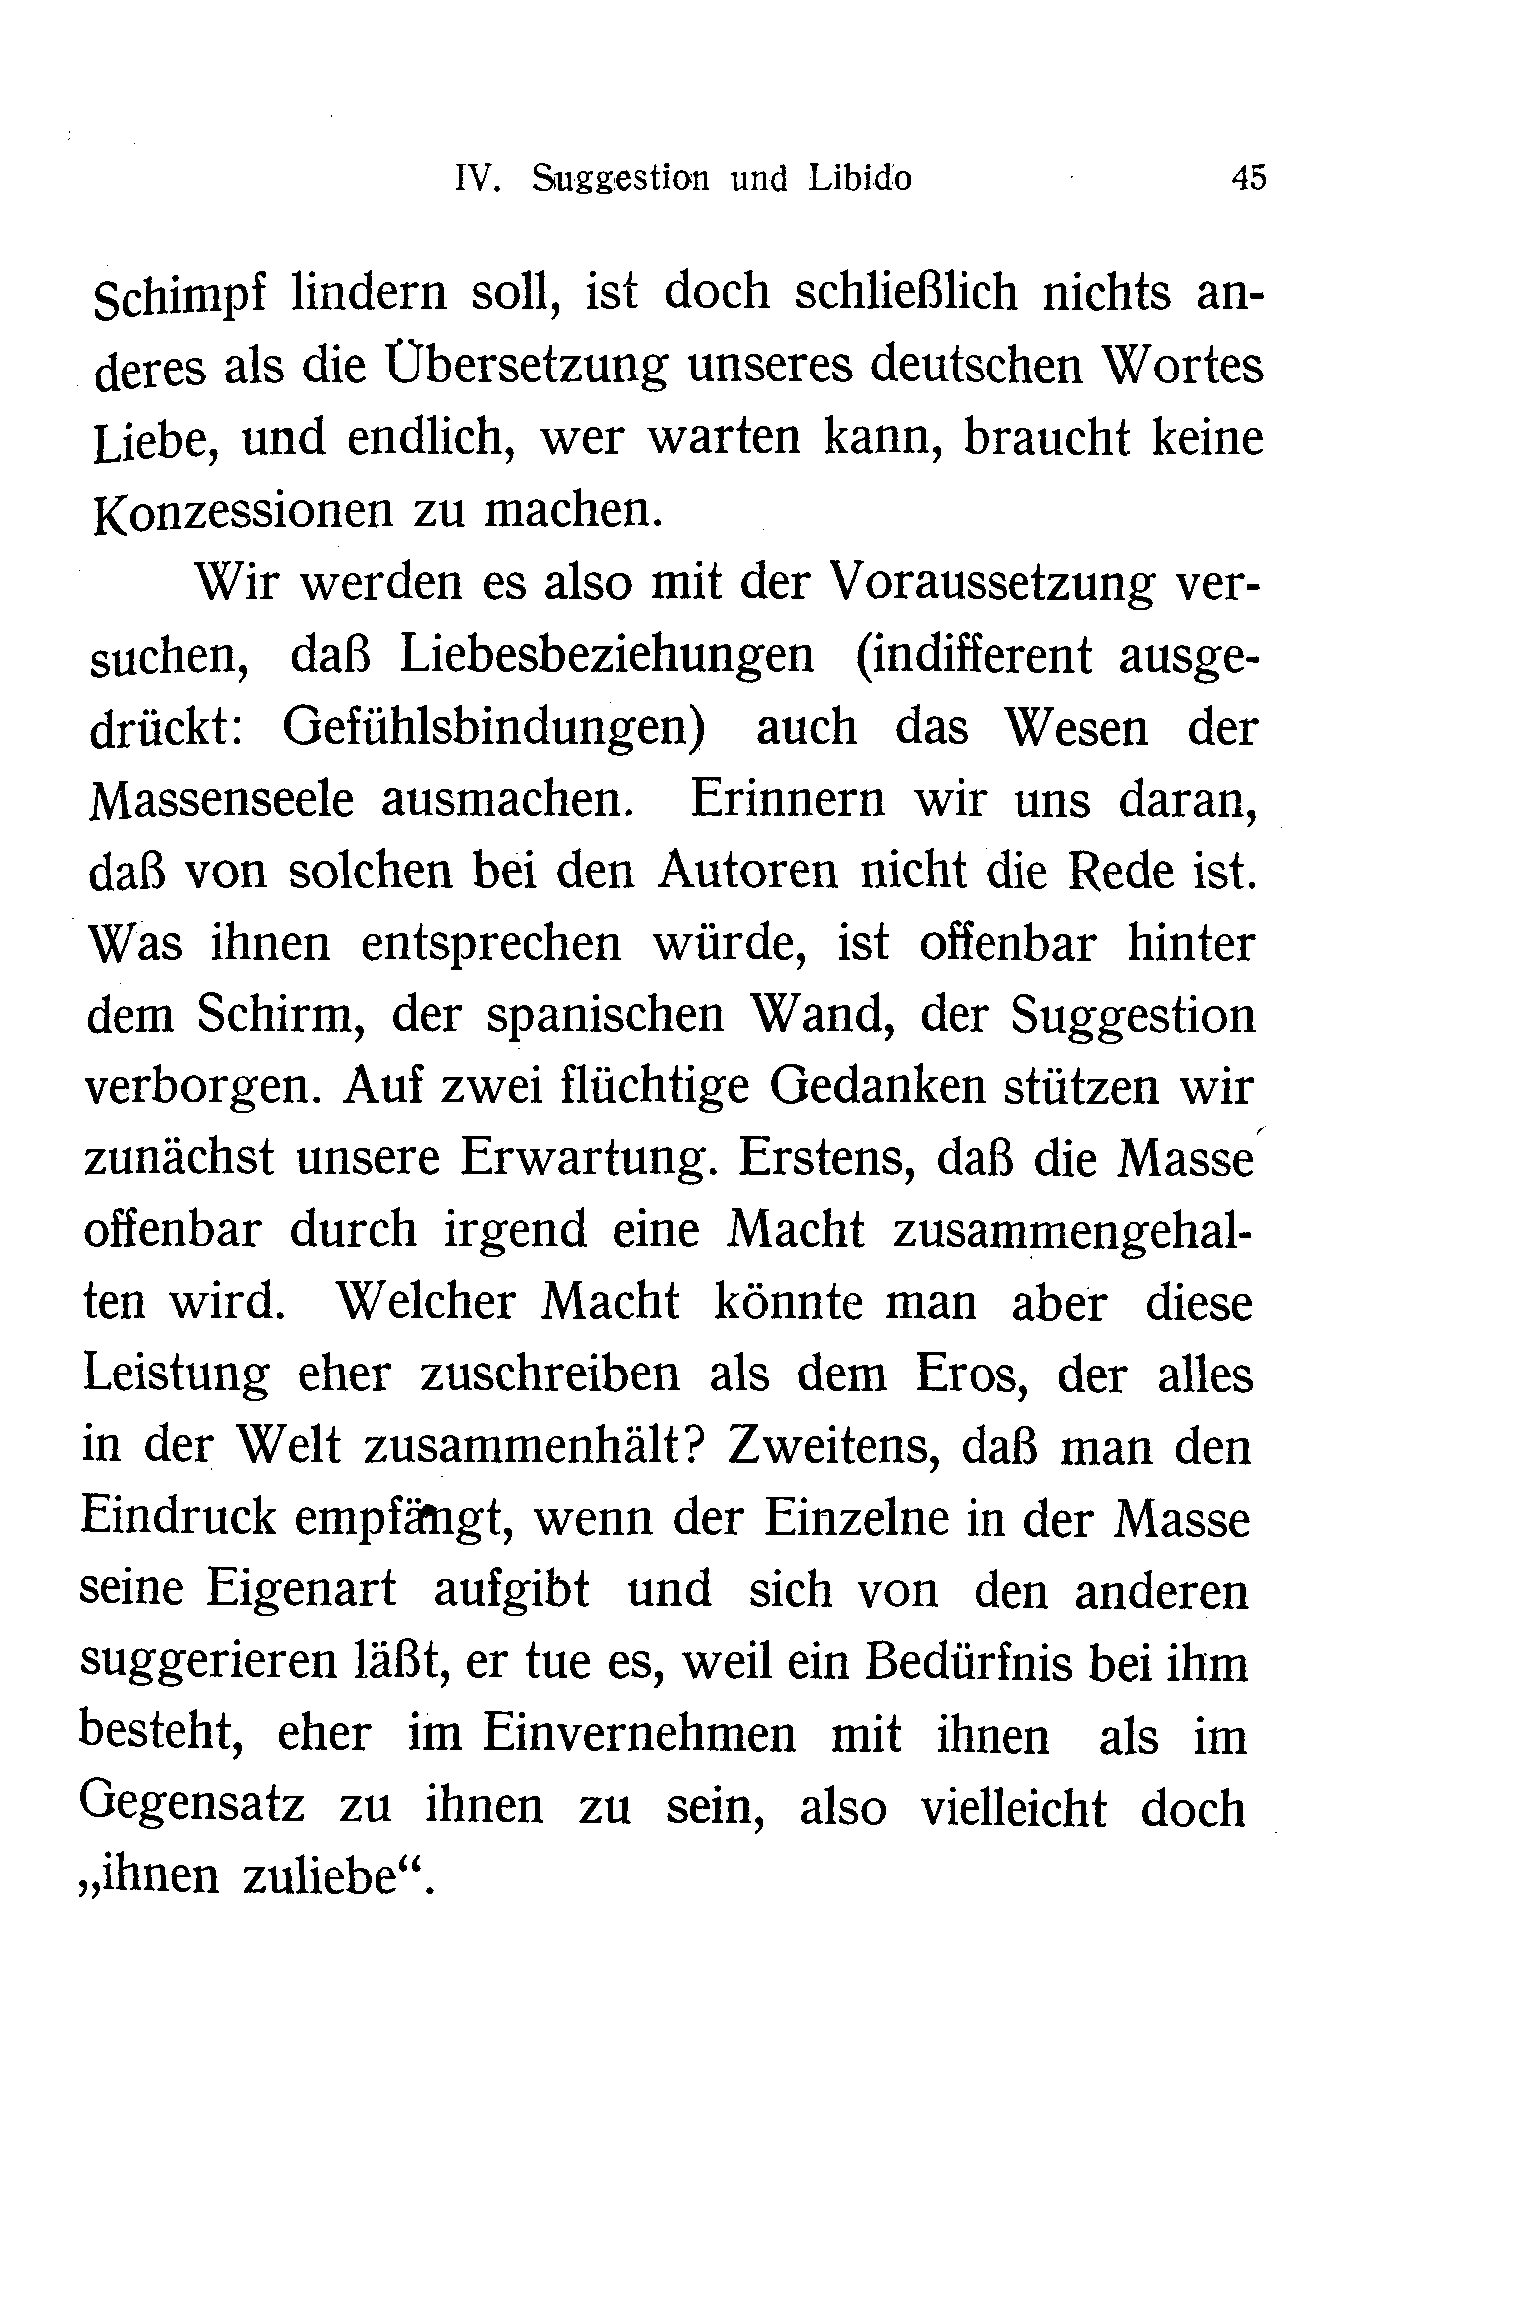 IV. Suggestion und Libido 45
Schimpf lindern soll, ist doch schließlich nichts an-
deres als die Übersetzung unseres deutschen Wortes
Liebe, und endlich, wer warten kann, braucht keine
Konzessionen zu machen.
Wir werden es also mit der Voraussetzung ver-
suchen, daß Liebesbeziehungen (indifferent ausge-
drückt: Gefühlsbindungen) auch das Wesen der
Massenseele ausmachen. Erinnern wir uns daran,
daß von solchen bei den Autoren nicht die Rede ist.
Was ihnen entsprechen würde, ist offenbar hinter
dem Schirm, der spanischen Wand, der Suggestion
verborgen. Auf zwei flüchtige Gedanken stützen wir
zunächst unsere Erwartung. Erstens, daß die Masse
offenbar durch irgend eine Macht zusammengehal-
ten wird. Welcher Macht könnte man aber diese
Leistung eher zuschreiben als dem Eros, der alles
in der Welt zusammenhält? Zweitens, daß man den
Eindruck empfängt, wenn der Einzelne in der Masse
seine Eigenart aufgibt und sich von den anderen
suggerieren läßt, er tue es, weil ein Bedürfnis bei ihm
besteht, eher im Einvernehmen mit ihnen als im
Gegensatz zu ihnen zu sein, also vielleicht doch
„ihnen zuliebe“.